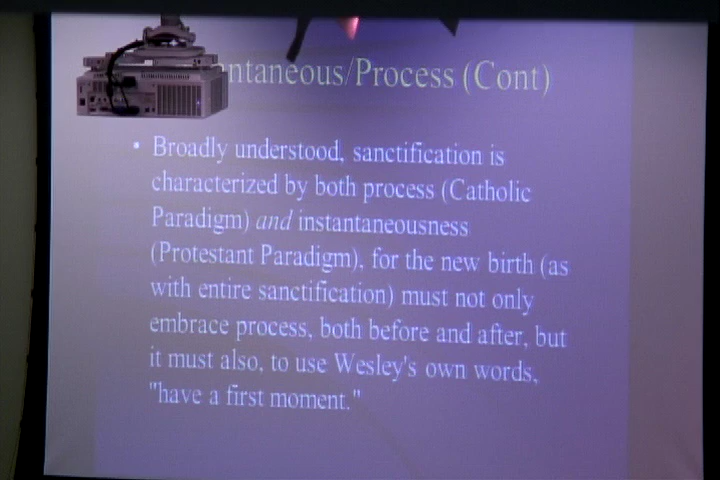 ntaneous/Process (Cont)
• Broadly understood, sanctification is
characterized by both process (Catholic
Paradigm) and instantaneousness
(Protestant Paradigm), for the new birth (as
with entire sanctification) must not only
embrace process, both before and after, but
it must also, to use Wesley's own words,
"have a first moment."